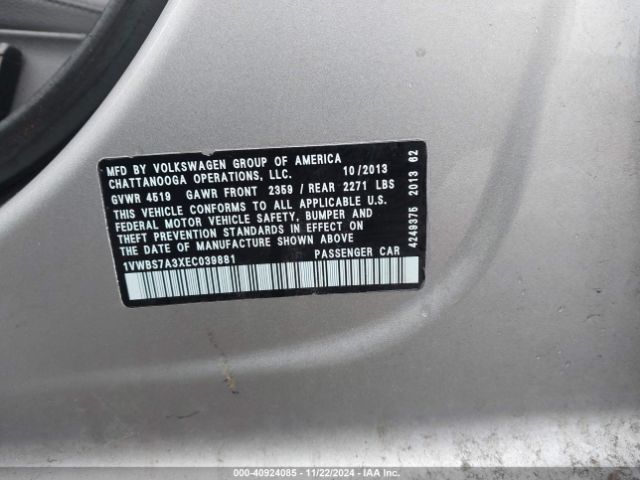 MFD BY VOLKSWAGEN GROUP OF AMERICA
CHATTANOOGA OPERATIONS, LLC. 10/2013
GVWR 4519 GAWR FRONT 2359 / REAR 2271 LBS
THIS VEHICLE CONFORMS TO ALL APPLICABLE U.S.
FEDERAL MOTOR VEHICLE SAFETY, BUMPER AND
THEFT PREVENTION STANDARDS IN EFFECT ON
THE DATE OF MANUFACTURE SHOWN ABOVE
1VWBS7A3XEC039881 PASSENGER CAR
4249375 2013 62
000-40924085 - 11/22/2024 - IAA Inc.